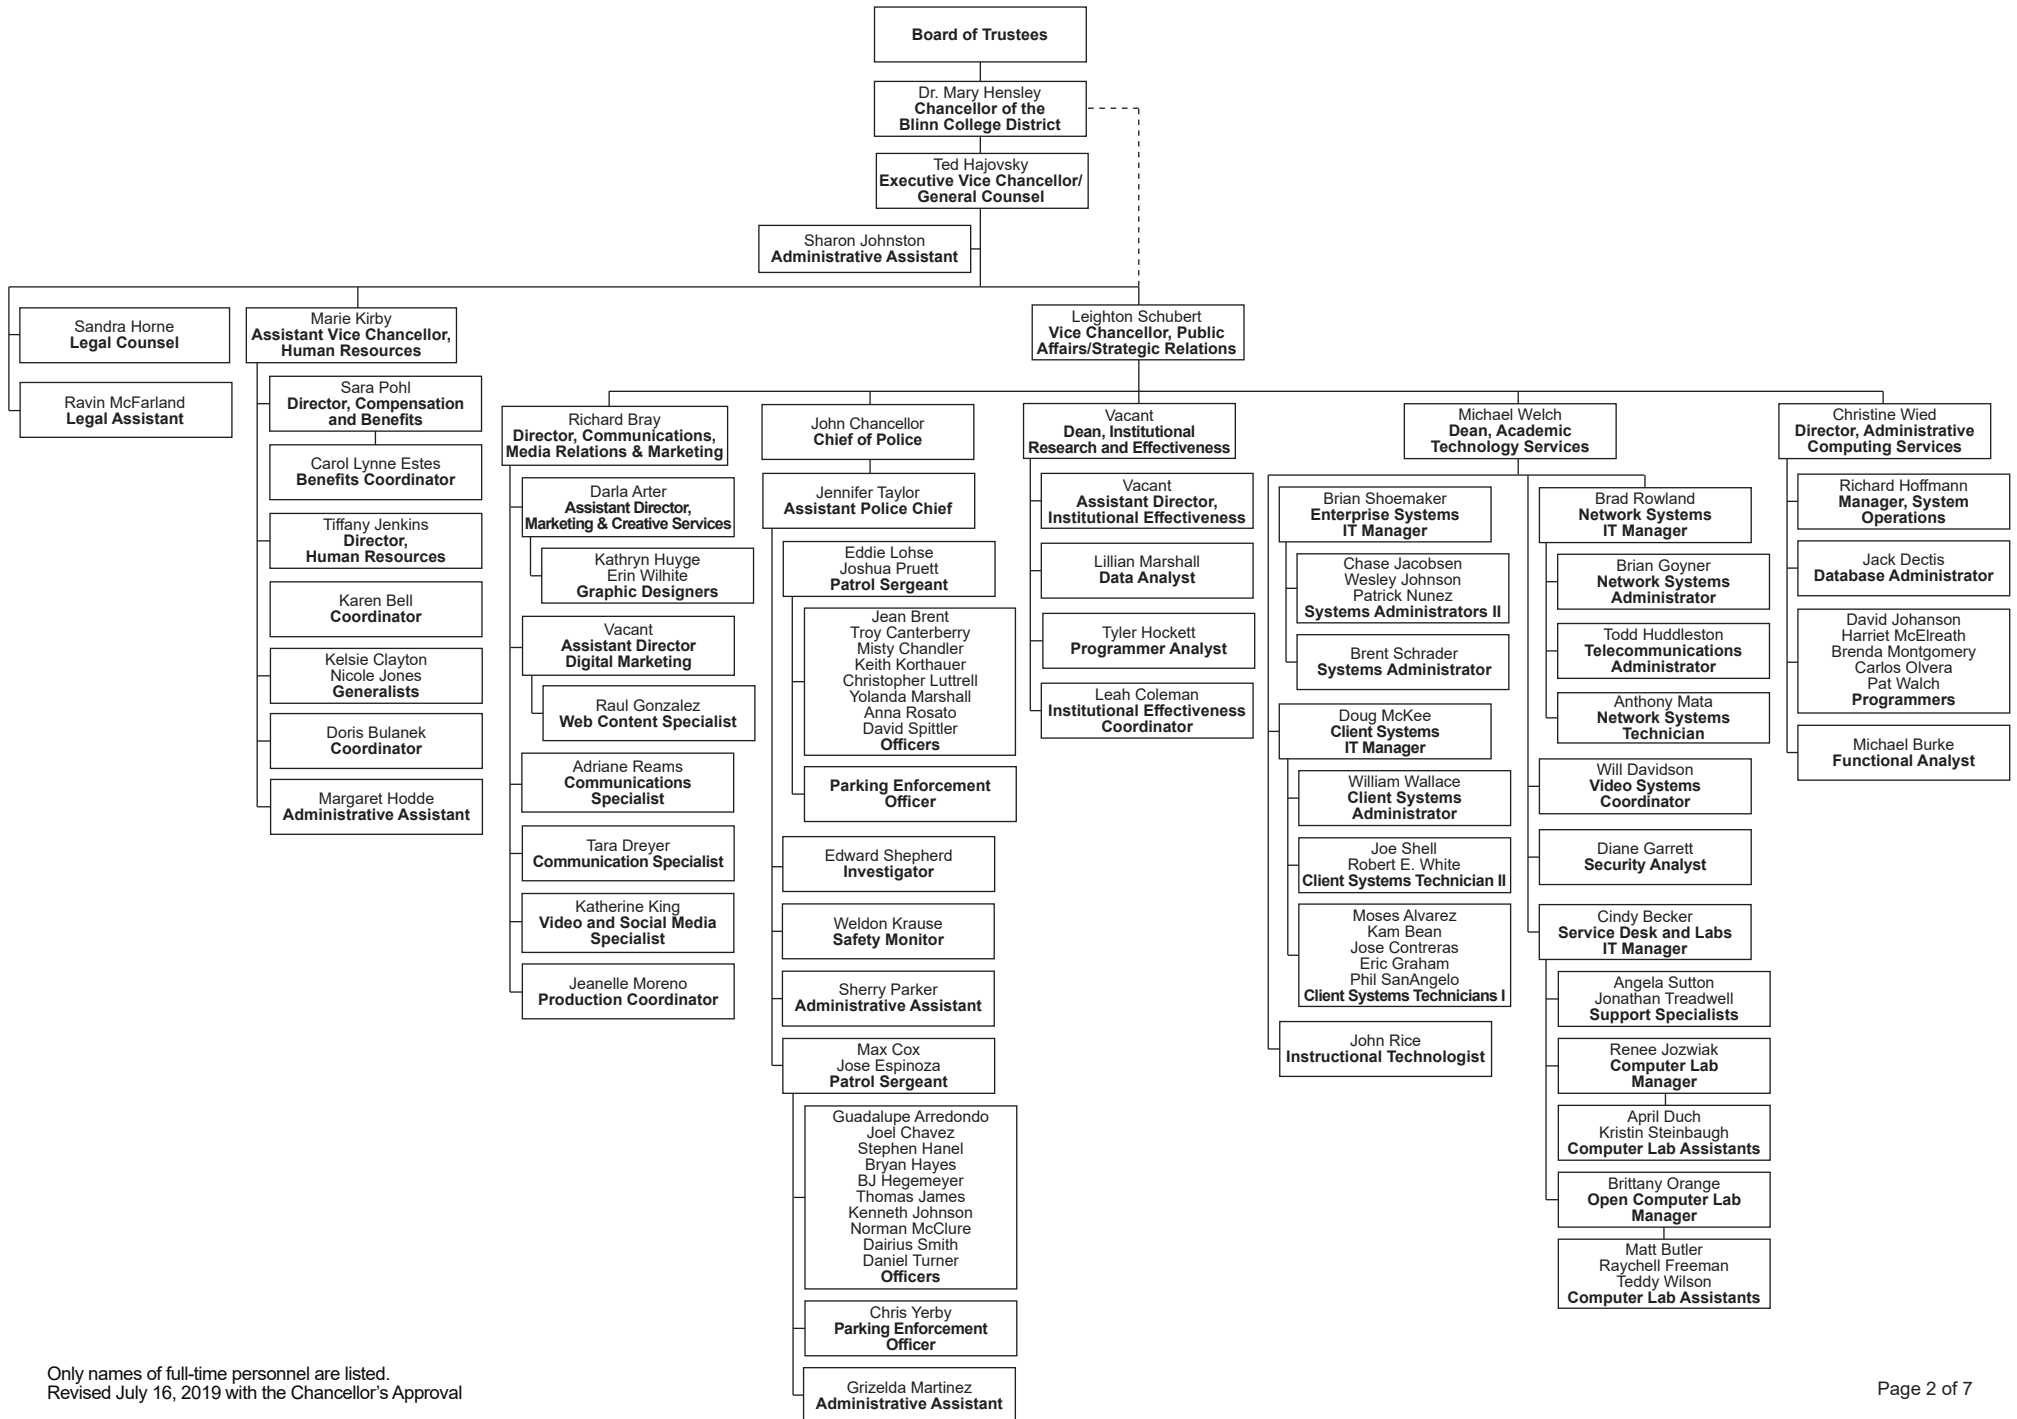 Board of Trustees
Dr. Mary Hensley
Chancellor of the
Blinn College District
Ted Hajovsky
Executive Vice Chancellor/
General Counsel
Sharon Johnston
Administrative Assistant
Sandra Horne
Legal Counsel
Ravin McFarland
Legal Assistant
Marie Kirby
Assistant Vice Chancellor,
Human Resources
Sara Pohl
Director, Compensation
and Benefits
Carol Lynne Estes
Benefits Coordinator
Tiffany Jenkins
Director,
Human Resources
Karen Bell
Coordinator
Kelsie Clayton
Nicole Jones
Generalists
Doris Bulanek
Coordinator
Margaret Hodde
Administrative Assistant
Leighton Schubert
Vice Chancellor, Public
Affairs/Strategic Relations
Richard Bray
Director, Communications,
Media Relations & Marketing
Darla Arter
Assistant Director,
Marketing & Creative Services
Kathryn Huyge
Erin Wilhite
Graphic Designers
Vacant
Assistant Director
Digital Marketing
Raul Gonzalez
Web Content Specialist
Adriane Reams
Communications
Specialist
Tara Dreyer
Communication Specialist
Katherine King
Video and Social Media
Specialist
Jeanelle Moreno
Production Coordinator
John Chancellor
Chief of Police
Jennifer Taylor
Assistant Police Chief
Eddie Lohse
Joshua Pruett
Patrol Sergeant
Jean Brent
Troy Canterberry
Misty Chandler
Keith Korthauer
Christopher Luttrell
Yolanda Marshall
Anna Rosato
David Spittler
Officers
Parking Enforcement
Officer
Edward Shepherd
Investigator
Weldon Krause
Safety Monitor
Sherry Parker
Administrative Assistant
Max Cox
Jose Espinoza
Patrol Sergeant
Guadalupe Arredondo
Joel Chavez
Stephen Hanel
Bryan Hayes
BJ Hegemeyer
Thomas James
Kenneth Johnson
Norman McClure
Dairius Smith
Daniel Turner
Officers
Chris Yerby
Parking Enforcement
Officer
Grizelda Martinez
Administrative Assistant
Vacant
Dean, Institutional
Research and Effectiveness
Vacant
Assistant Director,
Institutional Effectiveness
Lillian Marshall
Data Analyst
Tyler Hockett
Programmer Analyst
Leah Coleman
Institutional Effectiveness
Coordinator
Michael Welch
Dean, Academic
Technology Services
Brian Shoemaker
Enterprise Systems
IT Manager
Chase Jacobsen
Wesley Johnson
Patrick Nunez
Systems Administrators II
Brent Schrader
Systems Administrator
Doug McKee
Client Systems
IT Manager
William Wallace
Client Systems
Administrator
Joe Shell
Robert E. White
Client Systems Technician II
Moses Alvarez
Kam Bean
Jose Contreras
Eric Graham
Phil SanAngelo
Client Systems Technicians I
John Rice
Instructional Technologist
Brad Rowland
Network Systems
IT Manager
Brian Goyner
Network Systems
Administrator
Todd Huddleston
Telecommunications
Administrator
Anthony Mata
Network Systems
Technician
Will Davidson
Video Systems
Coordinator
Diane Garrett
Security Analyst
Cindy Becker
Service Desk and Labs
IT Manager
Angela Sutton
Jonathan Treadwell
Support Specialists
Renee Jozwiak
Computer Lab
Manager
April Duch
Kristin Steinbaugh
Computer Lab Assistants
Brittany Orange
Open Computer Lab
Manager
Matt Butler
Raychell Freeman
Teddy Wilson
Computer Lab Assistants
Christine Wied
Director, Administrative
Computing Services
Richard Hoffmann
Manager, System
Operations
Jack Dectis
Database Administrator
David Johanson
Harriet McElreath
Brenda Montgomery
Carlos Olvera
Pat Walch
Programmers
Michael Burke
Functional Analyst
Only names of full-time personnel are listed.
Revised July 16, 2019 with the Chancellor's Approval
Page 2 of 7